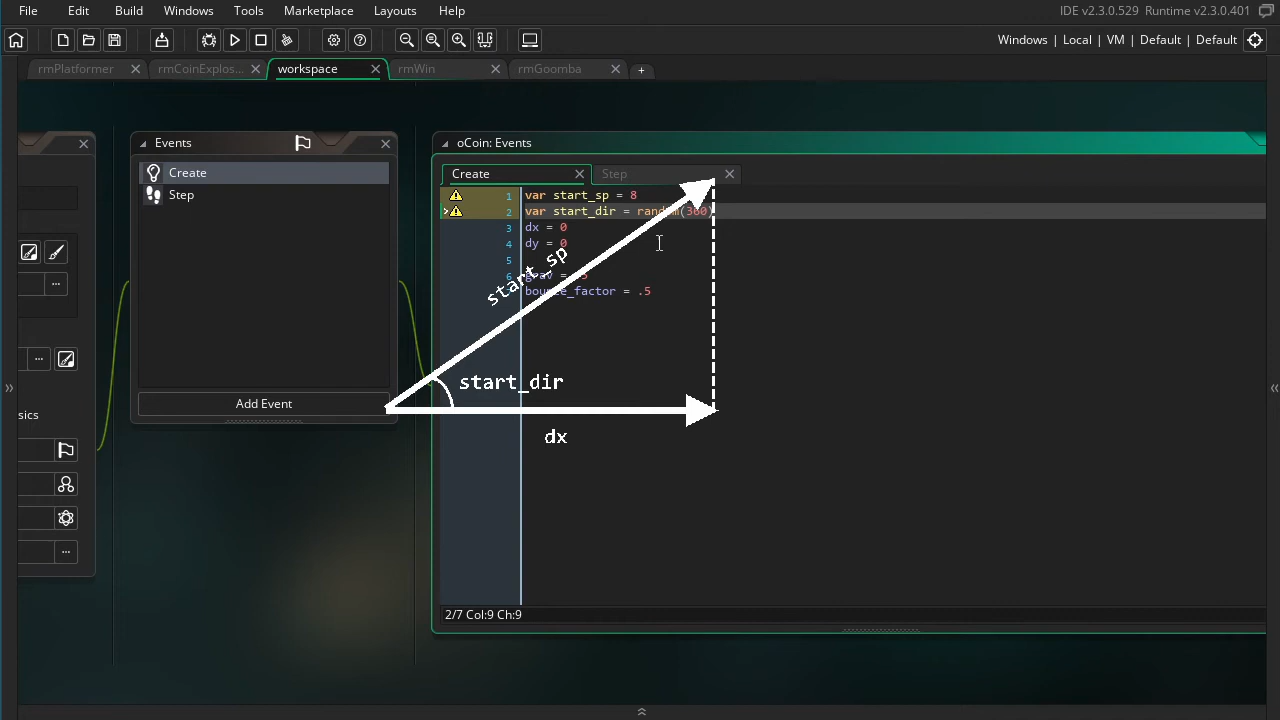 File Edit Build Windows Tools Marketplace Layouts Help IDE v2.3.0.529 Runtime v2.3.0.401
Windows | Local | VM | Default | Default
rmPlatformer rmCoinExplos... workspace rmWin rmGoomba +
Events
oCoin: Events
Create
Step
Add Event
sics
Create Step
1 var start_sp = 8
2 var start_dir = random(360)
3 dx = 0
4 dy = 0
5
6 grav = .5
bounce_factor = .5
start_sp
start_dir
dx
2/7 Col:9 Ch:9